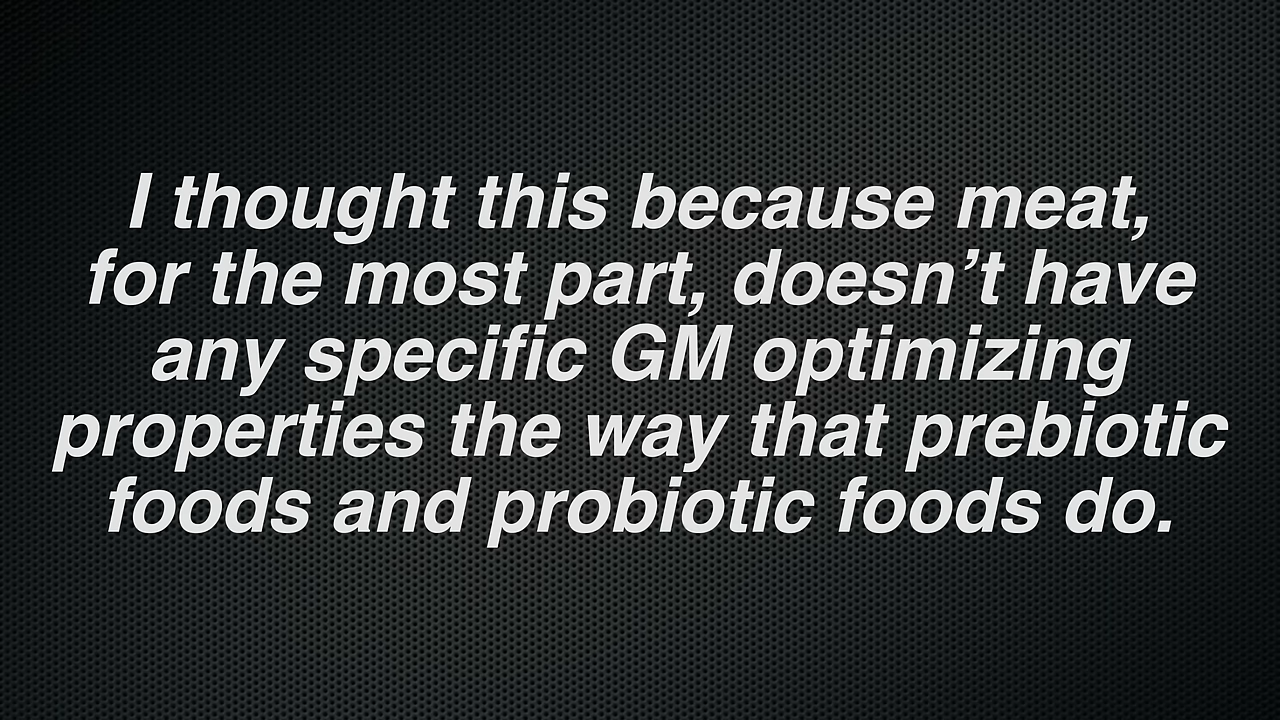 I thought this because meat,
for the most part, doesn’t have
any specific GM optimizing
properties the way that prebiotic
foods and probiotic foods do.